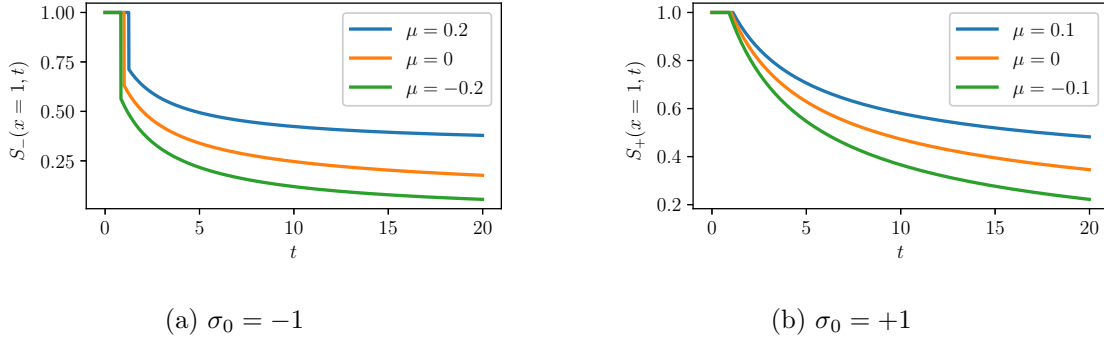 S₋(x = 1, t)
1.00
0.75
0.50
0.25
0 5 10 15 20
t
μ = 0.2
μ = 0
μ = −0.2
(a) σ₀ = −1
S₊(x = 1, t)
1.0
0.8
0.6
0.4
0.2
0 5 10 15 20
t
μ = 0.1
μ = 0
μ = −0.1
(b) σ₀ = +1